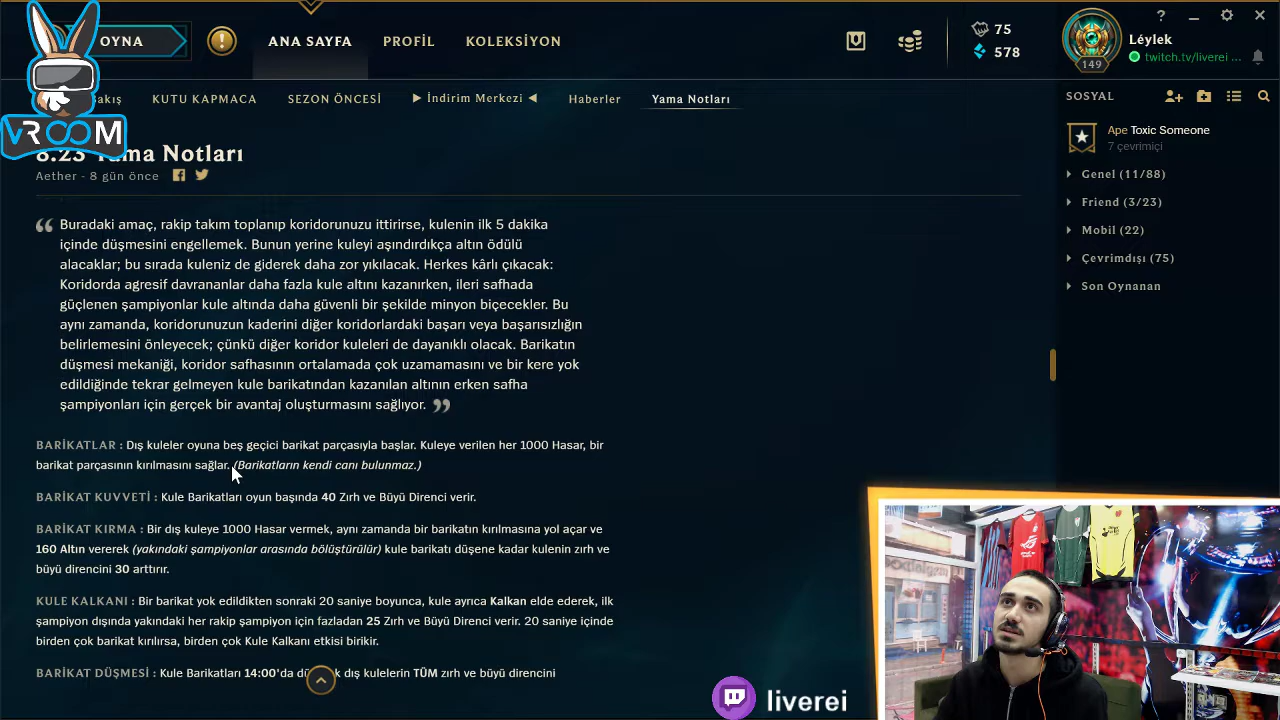 OYNA
ANA SAYFA
PROFİL
KOLEKSİYON
75
578
149
Léylek
twitch.tv/liverei ...
KUTU KAPMACA
SEZON ÖNCESİ
İndirim Merkezi
Haberler
Yama Notları
SOSYAL
VROOM
8.23 Yama Notları
Aether - 8 gün önce
Ape Toxic Someone
7 çevrimiçi
Genel (11/88)
Friend (3/23)
Mobil (22)
Çevrimdışı (75)
Son Oynanan
“ Buradaki amaç, rakip takım toplanıp koridorunuzu ittirirse, kulenin ilk 5 dakika
içinde düşmesini engellemek. Bunun yerine kuleyi aşındırdıkça altın ödülü
alacaklar; bu sırada kuleniz de giderek daha zor yıkılacak. Herkes kârlı çıkacak:
Koridorda agresif davrananlar daha fazla kule altını kazanırken, ileri safhada
güçlenen şampiyonlar kule altında daha güvenli bir şekilde minyon biçecekler. Bu
aynı zamanda, koridorunuzun kaderini diğer koridorlardaki başarı veya başarısızlığın
belirlemesini önleyecek; çünkü diğer koridor kuleleri de dayanıklı olacak. Barikatın
düşmesi mekaniği, koridor safhasının ortalamada çok uzamamasını ve bir kere yok
edildiğinde tekrar gelmeyen kule barikatından kazanılan altının erken safha
şampiyonları için gerçek bir avantaj oluşturmasını sağlıyor. ”
BARİKATLAR : Dış kuleler oyuna beş geçici barikat parçasıyla başlar. Kuleye verilen her 1000 Hasar, bir
barikat parçasının kırılmasını sağlar. (Barikatların kendi canı bulunmaz.)
BARİKAT KUVVETİ : Kule Barikatları oyun başında 40 Zırh ve Büyü Direnci verir.
BARİKAT KIRMA : Bir dış kuleye 1000 Hasar vermek, aynı zamanda bir barikatın kırılmasına yol açar ve
160 Altın vererek (yakındaki şampiyonlar arasında bölüştürülür) kule barikatı düşene kadar kulenin zırh ve
büyü direncini 30 arttırır.
KULE KALKANI : Bir barikat yok edildikten sonraki 20 saniye boyunca, kule ayrıca Kalkan elde ederek, ilk
şampiyon dışında yakındaki her rakip şampiyon için fazladan 25 Zırh ve Büyü Direnci verir. 20 saniye içinde
birden çok barikat kırılırsa, birden çok Kule Kalkanı etkisi birikir.
BARİKAT DÜŞMESİ : Kule Barikatları 14:00'da dış kulelerin TÜM zırh ve büyü direncini
liverei